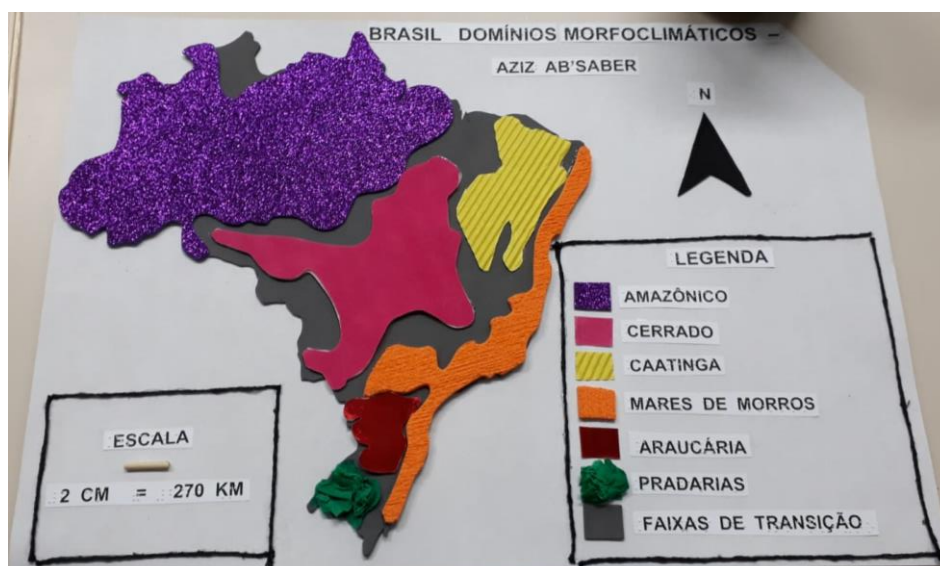 BRASIL DOMÍNIOS MORFOCLIMÁTICOS –
AZIZ AB'SABER
N
LEGENDA
AMAZÔNICO
CERRADO
CAATINGA
MARES DE MORROS
ARAUCÁRIA
PRADARIAS
FAIXAS DE TRANSIÇÃO
ESCALA
2 CM = 270 KM